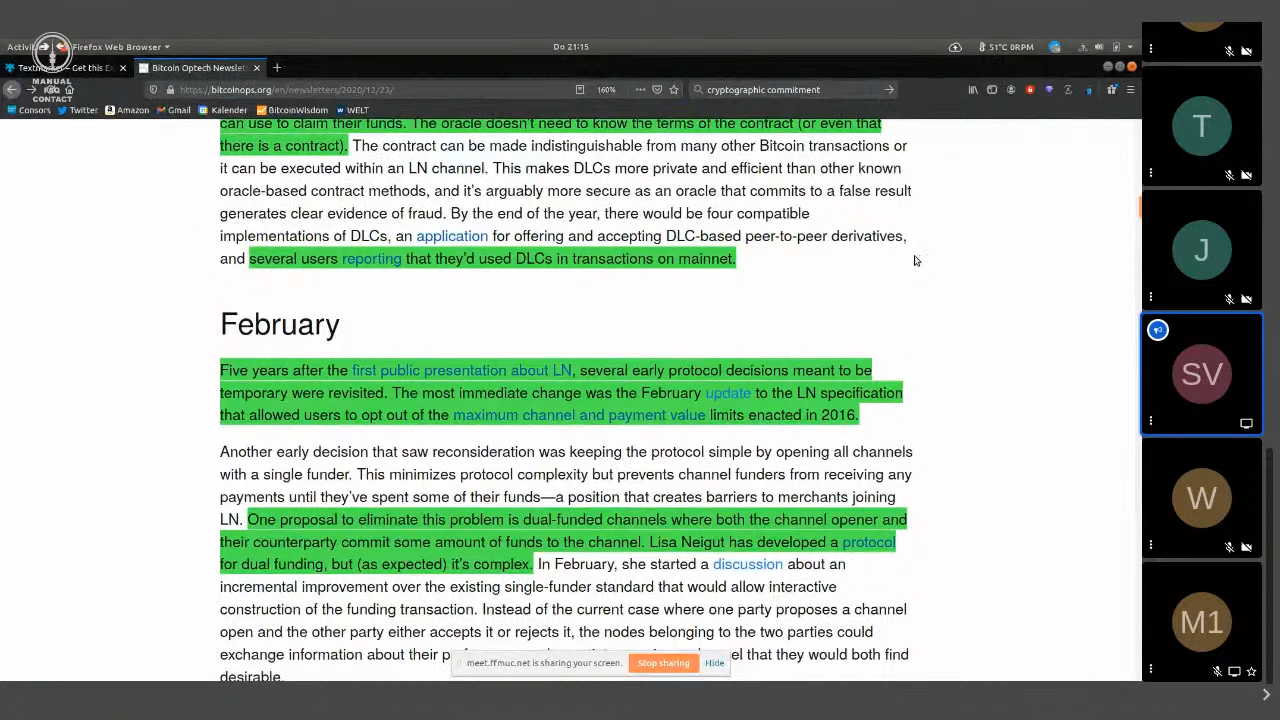 Firefox Web Browser
Do 21:15
51°C 0RPM
Textmarker – Get this Ex
Bitcoin Optech Newslett
MANUAL
CONTACT
https://bitcoinops.org/en/newsletters/2020/12/23/
160%
cryptographic commitment
Consors
Twitter
Amazon
Gmail
Kalender
BitcoinWisdom
WELT
can use to claim their funds. The oracle doesn't need to know the terms of the contract (or even that
there is a contract). The contract can be made indistinguishable from many other Bitcoin transactions or
it can be executed within an LN channel. This makes DLCs more private and efficient than other known
oracle-based contract methods, and it's arguably more secure as an oracle that commits to a false result
generates clear evidence of fraud. By the end of the year, there would be four compatible
implementations of DLCs, an application for offering and accepting DLC-based peer-to-peer derivatives,
and several users reporting that they'd used DLCs in transactions on mainnet.
February
Five years after the first public presentation about LN, several early protocol decisions meant to be
temporary were revisited. The most immediate change was the February update to the LN specification
that allowed users to opt out of the maximum channel and payment value limits enacted in 2016.
Another early decision that saw reconsideration was keeping the protocol simple by opening all channels
with a single funder. This minimizes protocol complexity but prevents channel funders from receiving any
payments until they've spent some of their funds—a position that creates barriers to merchants joining
LN. One proposal to eliminate this problem is dual-funded channels where both the channel opener and
their counterparty commit some amount of funds to the channel. Lisa Neigut has developed a protocol
for dual funding, but (as expected) it's complex. In February, she started a discussion about an
incremental improvement over the existing single-funder standard that would allow interactive
construction of the funding transaction. Instead of the current case where one party proposes a channel
open and the other party either accepts it or rejects it, the nodes belonging to the two parties could
exchange information about their that they would both find
desirable.
meet.ffmuc.net is sharing your screen.
Stop sharing
Hide
T
J
SV
W
M1